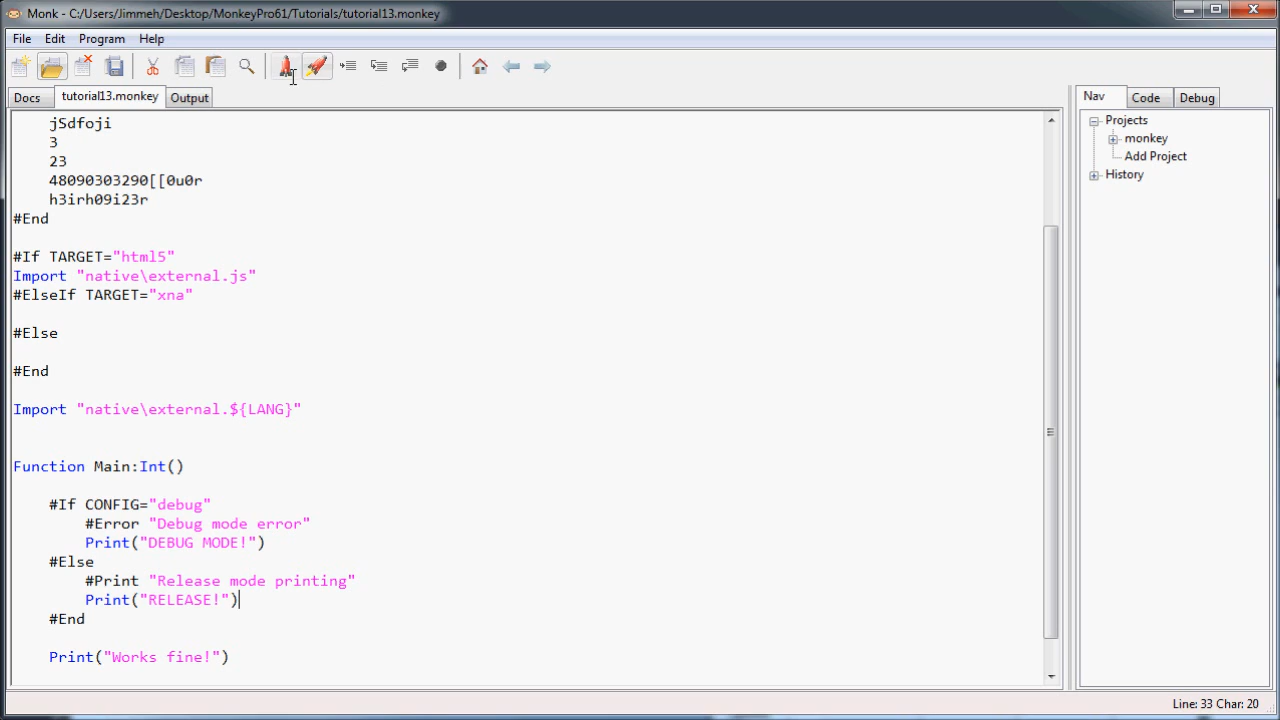 Monk - C:/Users/Jimmeh/Desktop/MonkeyPro61/Tutorials/tutorial13.monkey
File Edit Program Help
Docs tutorial13.monkey Output
Nav Code Debug
jSdfoji
3
23
48090303290[[0u0r
h3irh09i23r
#End
#If TARGET="html5"
Import "native\external.js"
#ElseIf TARGET="xna"
#Else
#End
Import "native\external.${LANG}"
Function Main:Int()
#If CONFIG="debug"
#Error "Debug mode error"
Print("DEBUG MODE!")
#Else
#Print "Release mode printing"
Print("RELEASE!")
#End
Print("Works fine!")
Projects
monkey
Add Project
History
Line: 33 Char: 20